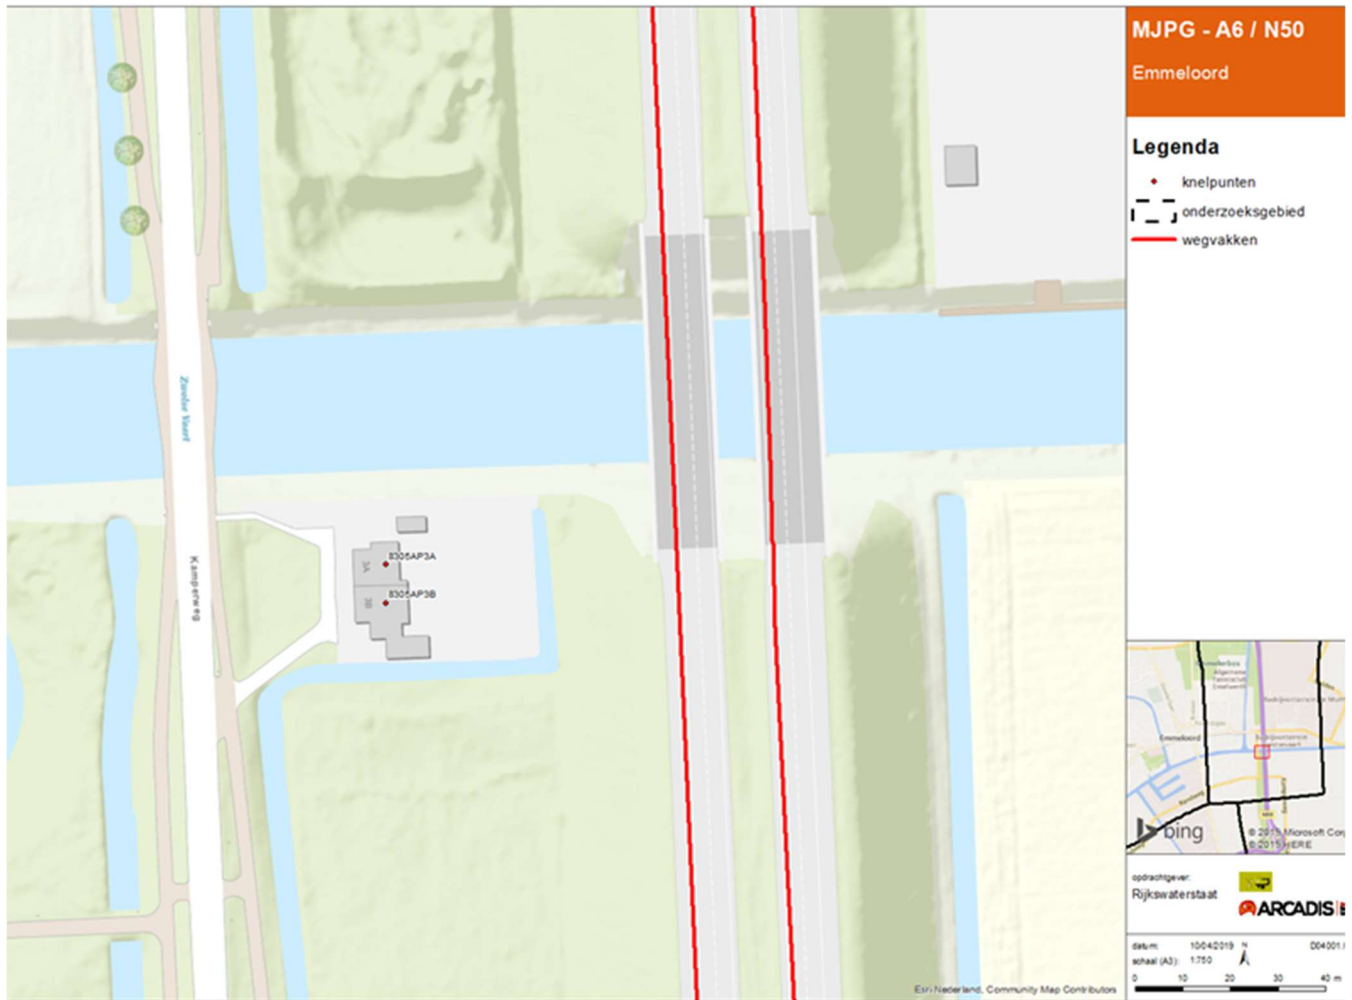 MJPG - A6 / N50
Emmeloord
Legenda
knelpunten
onderzoeksgebied
wegvakken
Zwolse Vaart
Kamperweg
3A
8305AP3A
3B
8305AP3B
Emmeloord
bing
© 2015 Microsoft Cor
© 2015 HERE
opdrachtgever:
Rijkswaterstaat
ARCADIS
datum: 10/04/2019 N
schaal (A3): 1:750
0 10 20 30 40 m
Esri Nederland, Community Map Contributors